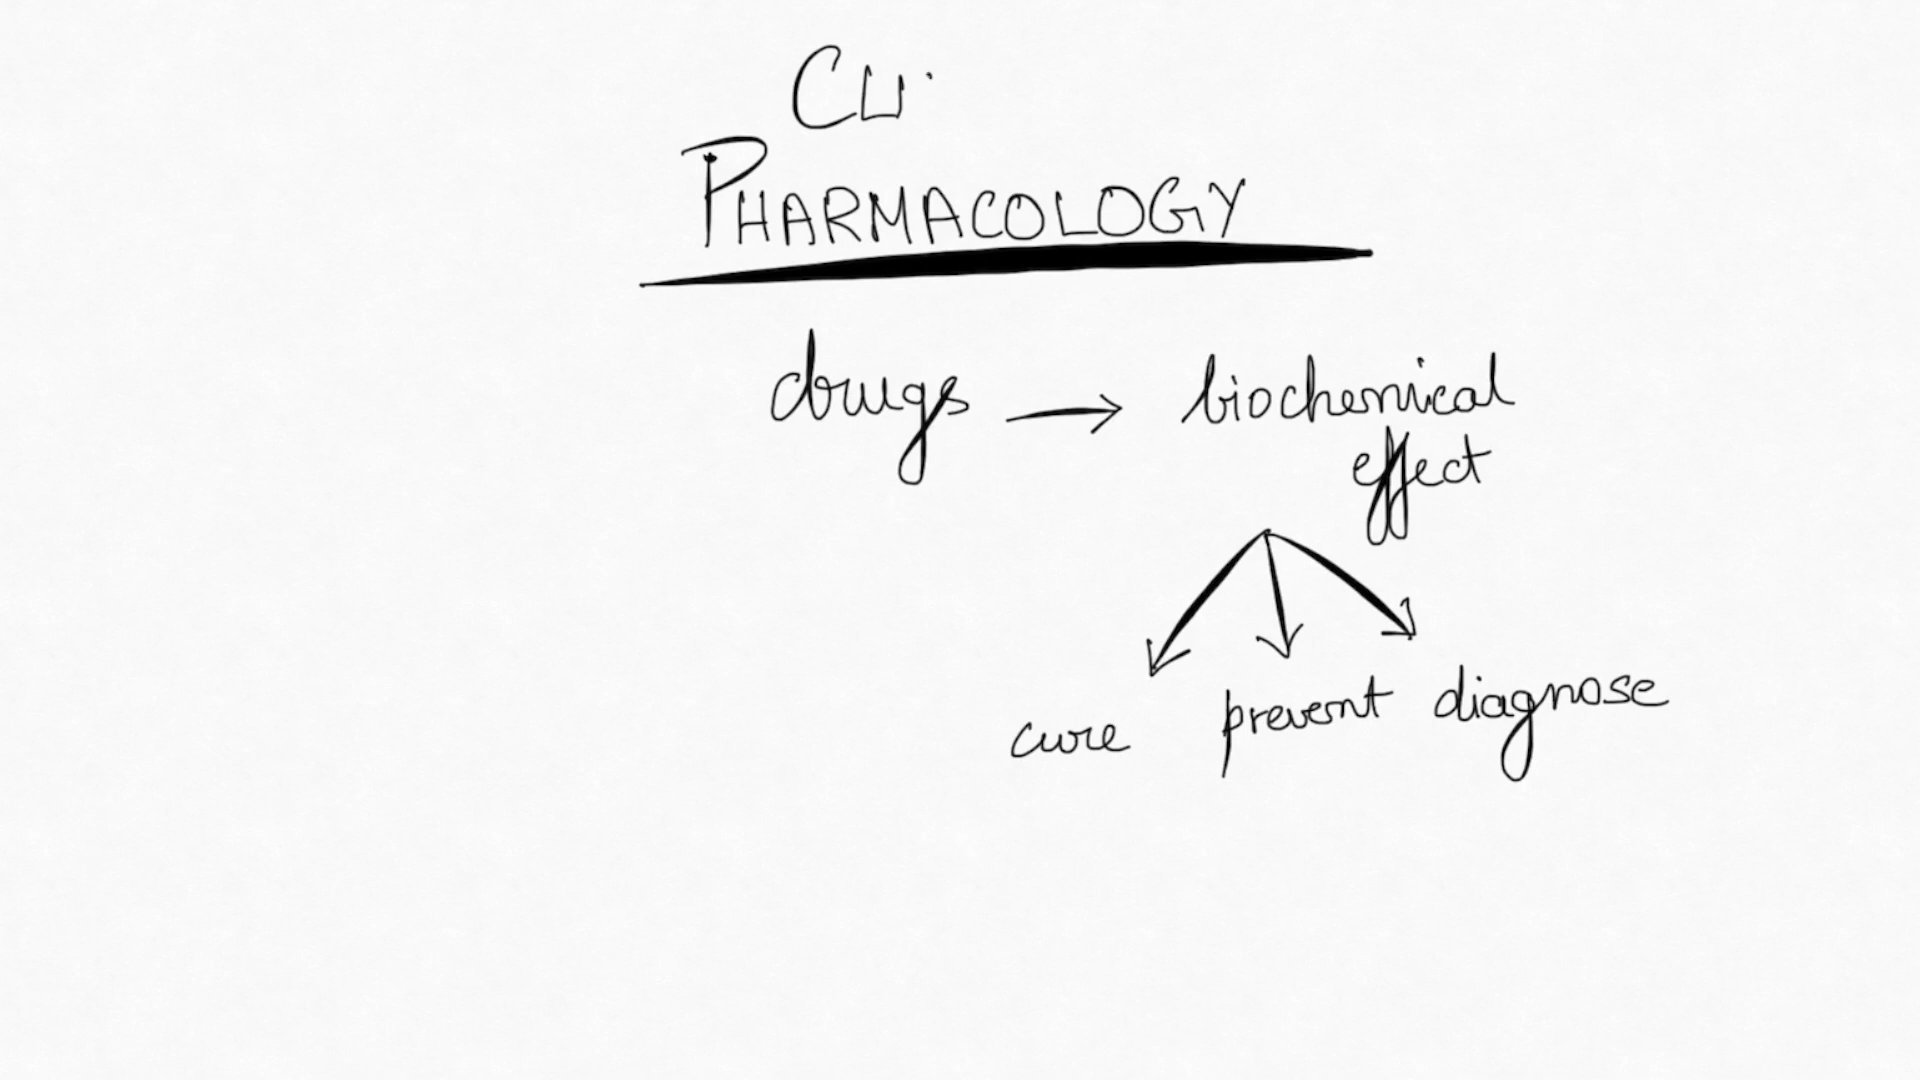 CLI
PHARMACOLOGY
drugs → biochemical
effect
cure prevent diagnose